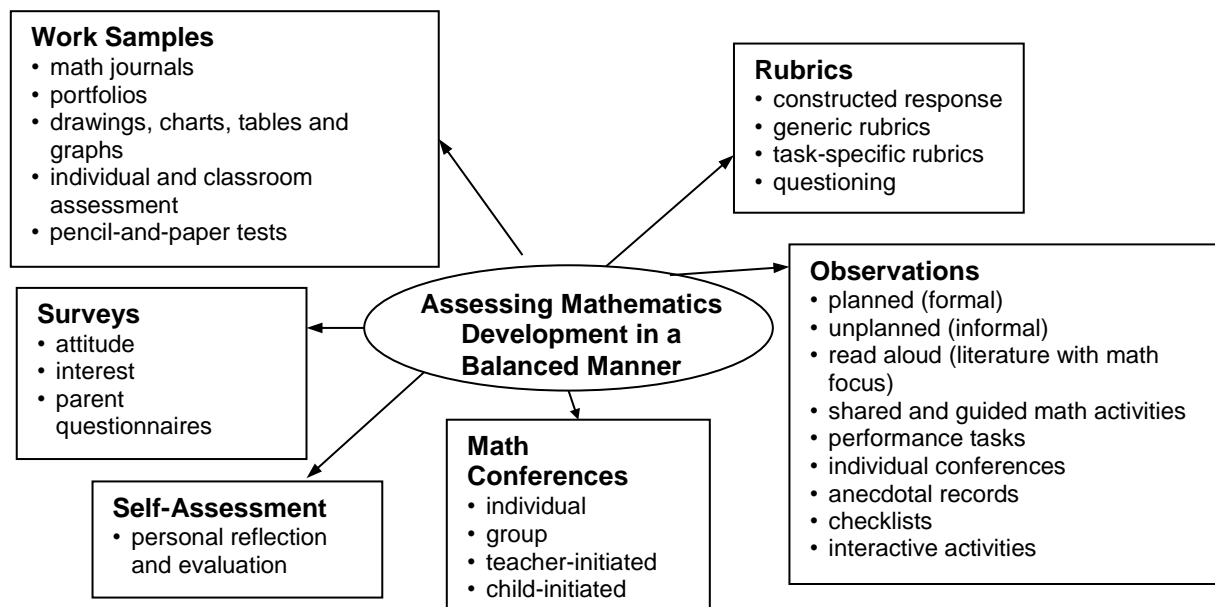 Work Samples
• math journals
• portfolios
• drawings, charts, tables and
graphs
• individual and classroom
assessment
• pencil-and-paper tests
Rubrics
• constructed response
• generic rubrics
• task-specific rubrics
• questioning
Assessing Mathematics
Development in a
Balanced Manner
Surveys
• attitude
• interest
• parent
questionnaires
Observations
• planned (formal)
• unplanned (informal)
• read aloud (literature with math
focus)
• shared and guided math activities
• performance tasks
• individual conferences
• anecdotal records
• checklists
• interactive activities
Self-Assessment
• personal reflection
and evaluation
Math
Conferences
• individual
• group
• teacher-initiated
• child-initiated